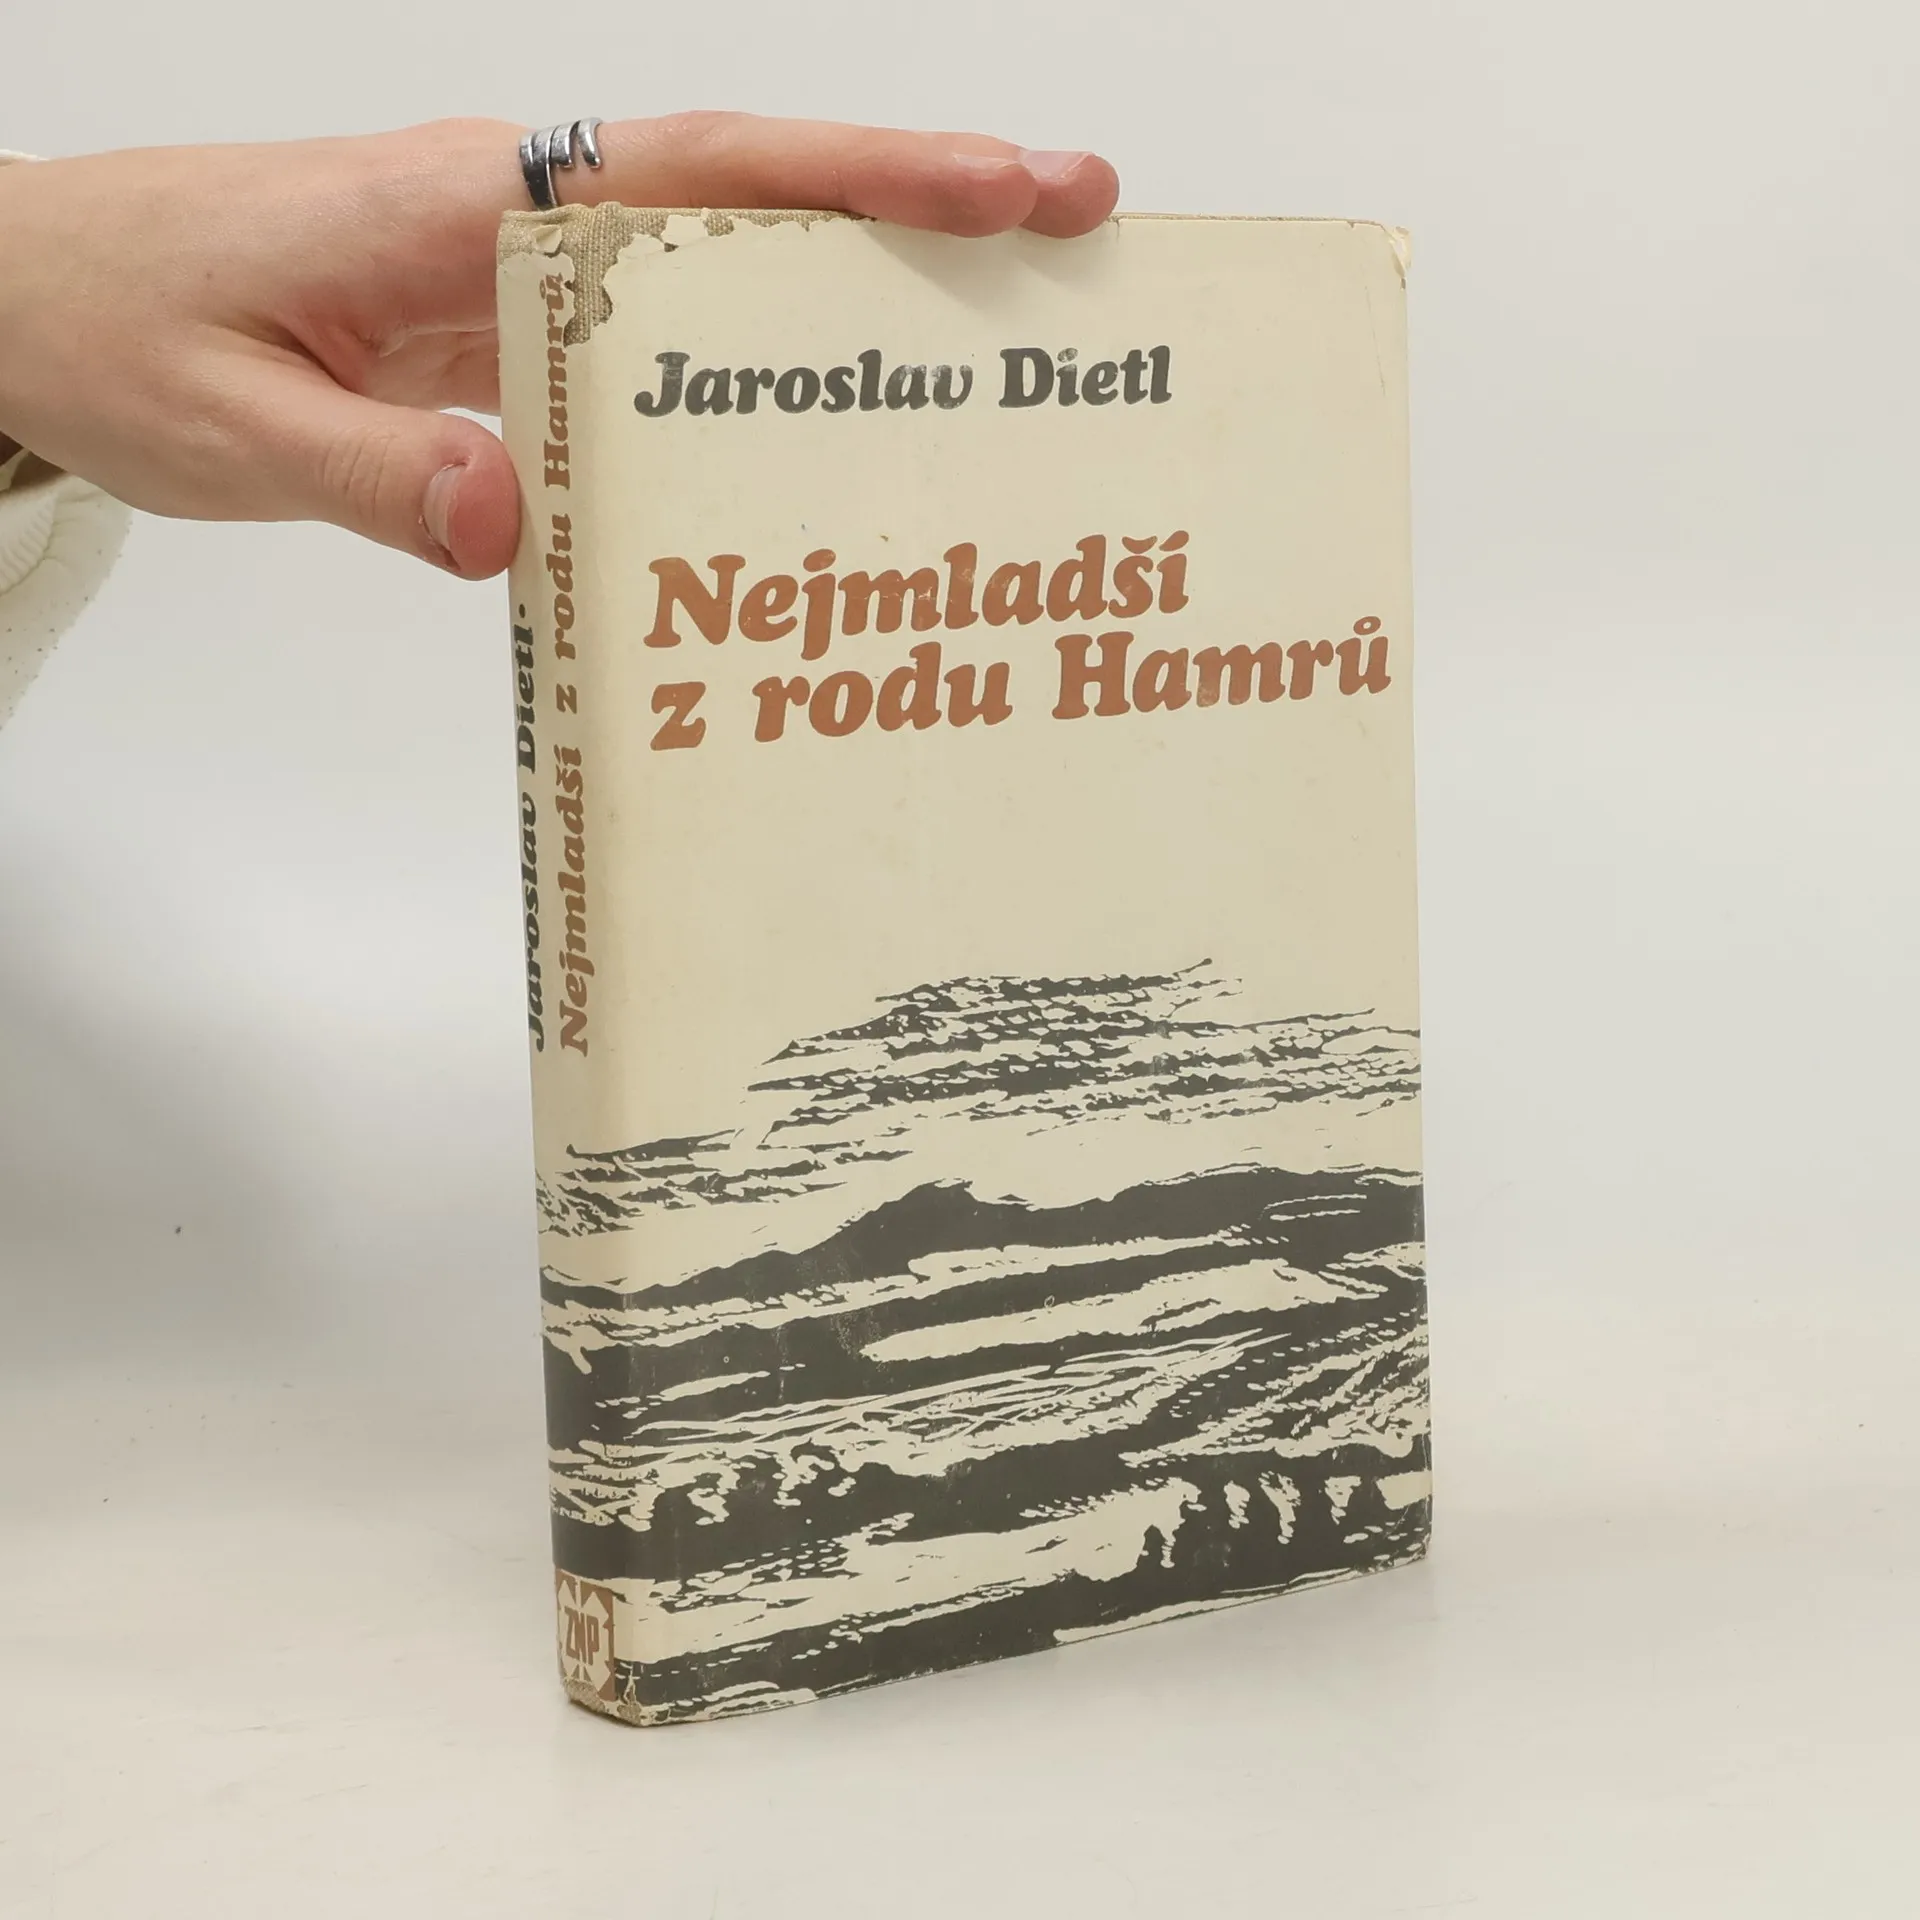 Jaroslav Dietl
Nejmladší
z rodu Hamrů
Jaroslav Dietl·
Nejmladší z rodu Hamrů
ZNP